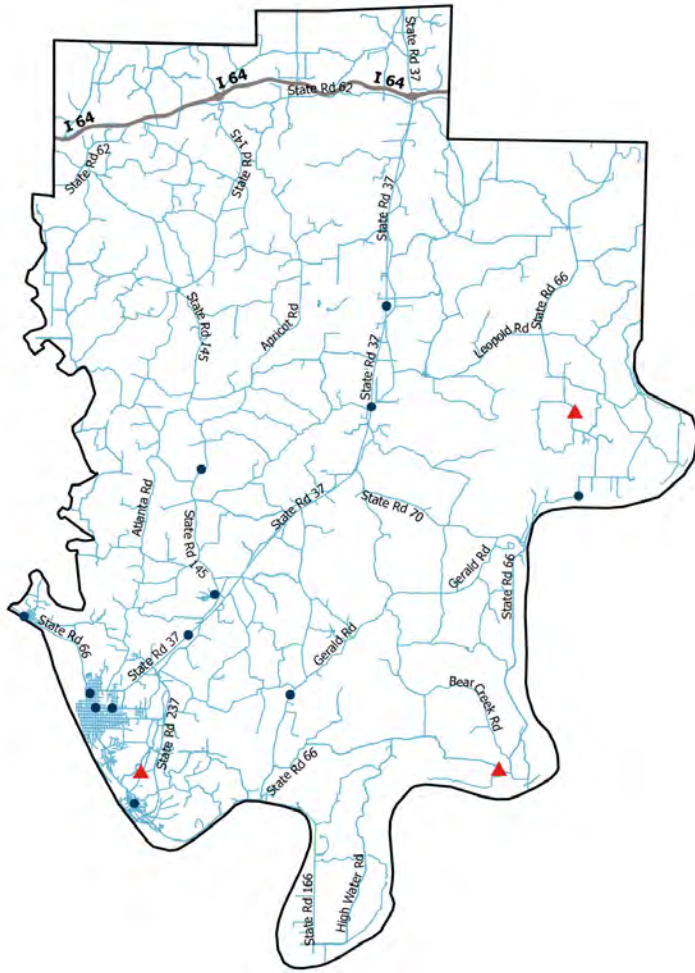 State Rd 37
I 64
I 64
State Rd 62
I 64
State Rd 62
State Rd 145
State Rd 37
State Rd 66
State Rd 145
Apricot Rd
Leopold Rd
State Rd 37
Atlanta Rd
State Rd 37
State Rd 70
State Rd 145
Gerald Rd
State Rd 66
State Rd 66
State Rd 37
Gerald Rd
Bear Creek Rd
State Rd 237
State Rd 66
State Rd 166
High Water Rd